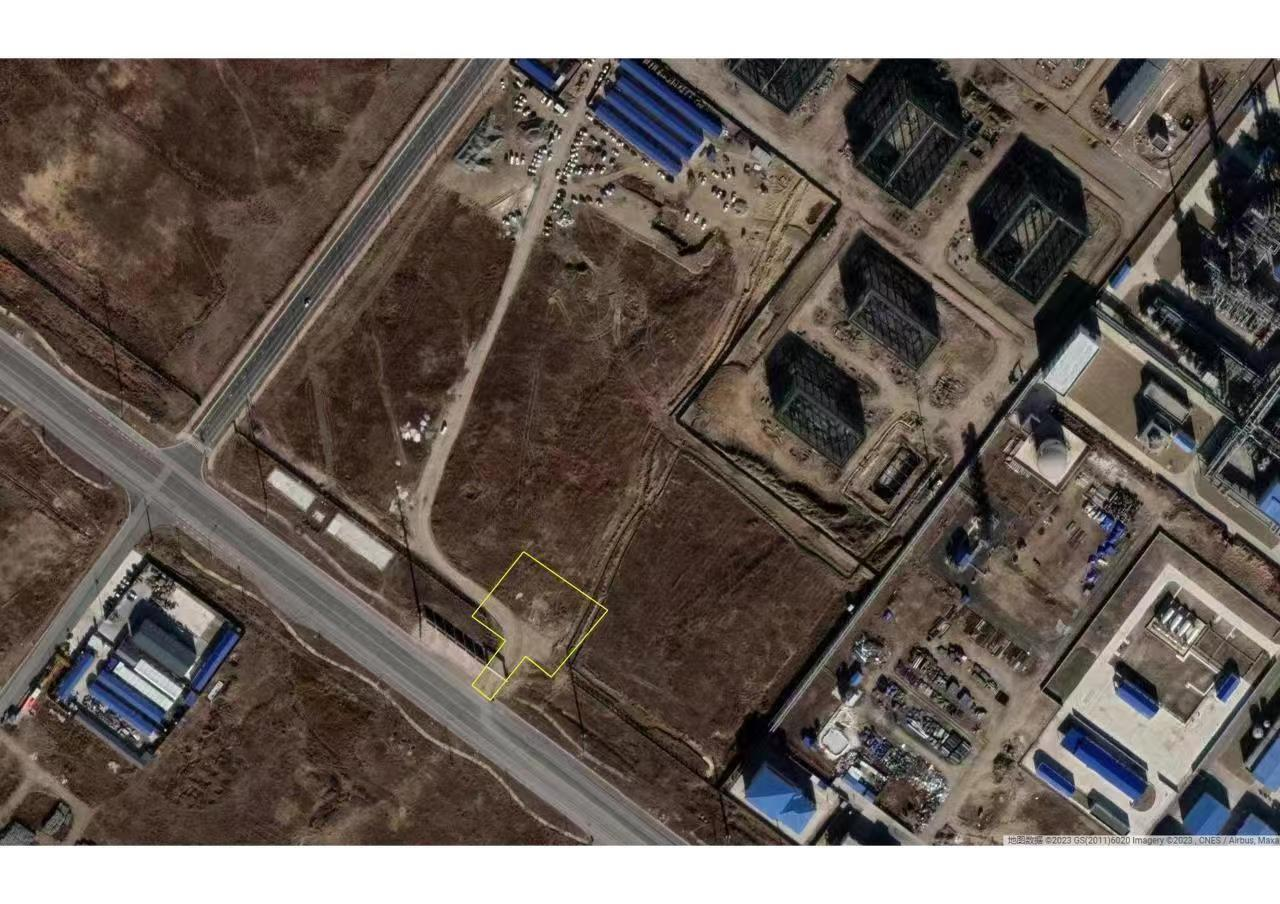 地图数据 ©2023 GS(2011)6020 Imagery ©2023 , CNES / Airbus, Maxa